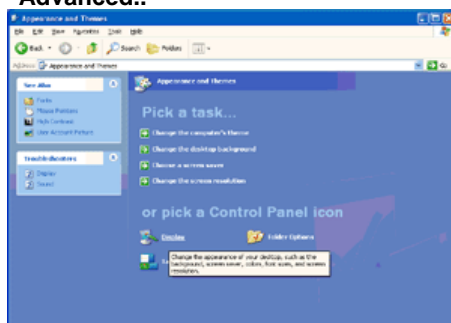 Advanced..
Appearance and Themes
File Edit View Favorites Tools Help
Back Search Folders
Address Appearance and Themes Go
See Also
Fonts
Mouse Pointers
High Contrast
User Account Picture
Troubleshooters
Display
Sound
Appearance and Themes
Pick a task...
Change the computer's theme
Change the desktop background
Choose a screen saver
Change the screen resolution
or pick a Control Panel icon
Display Folder Options
Change the appearance of your desktop, such as the
background, screen saver, colors, font sizes, and screen
resolution.